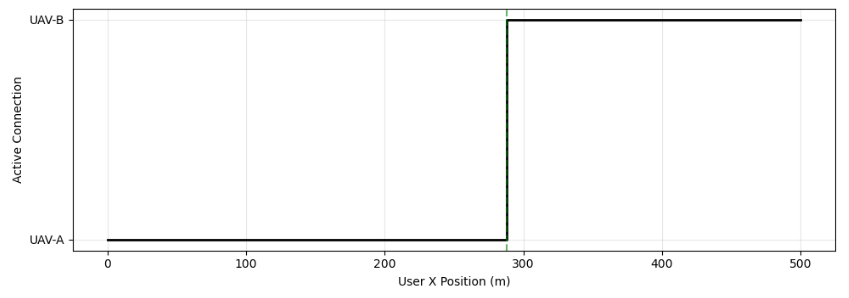 UAV-B
Active Connection
UAV-A
0 100 200 300 400 500
User X Position (m)